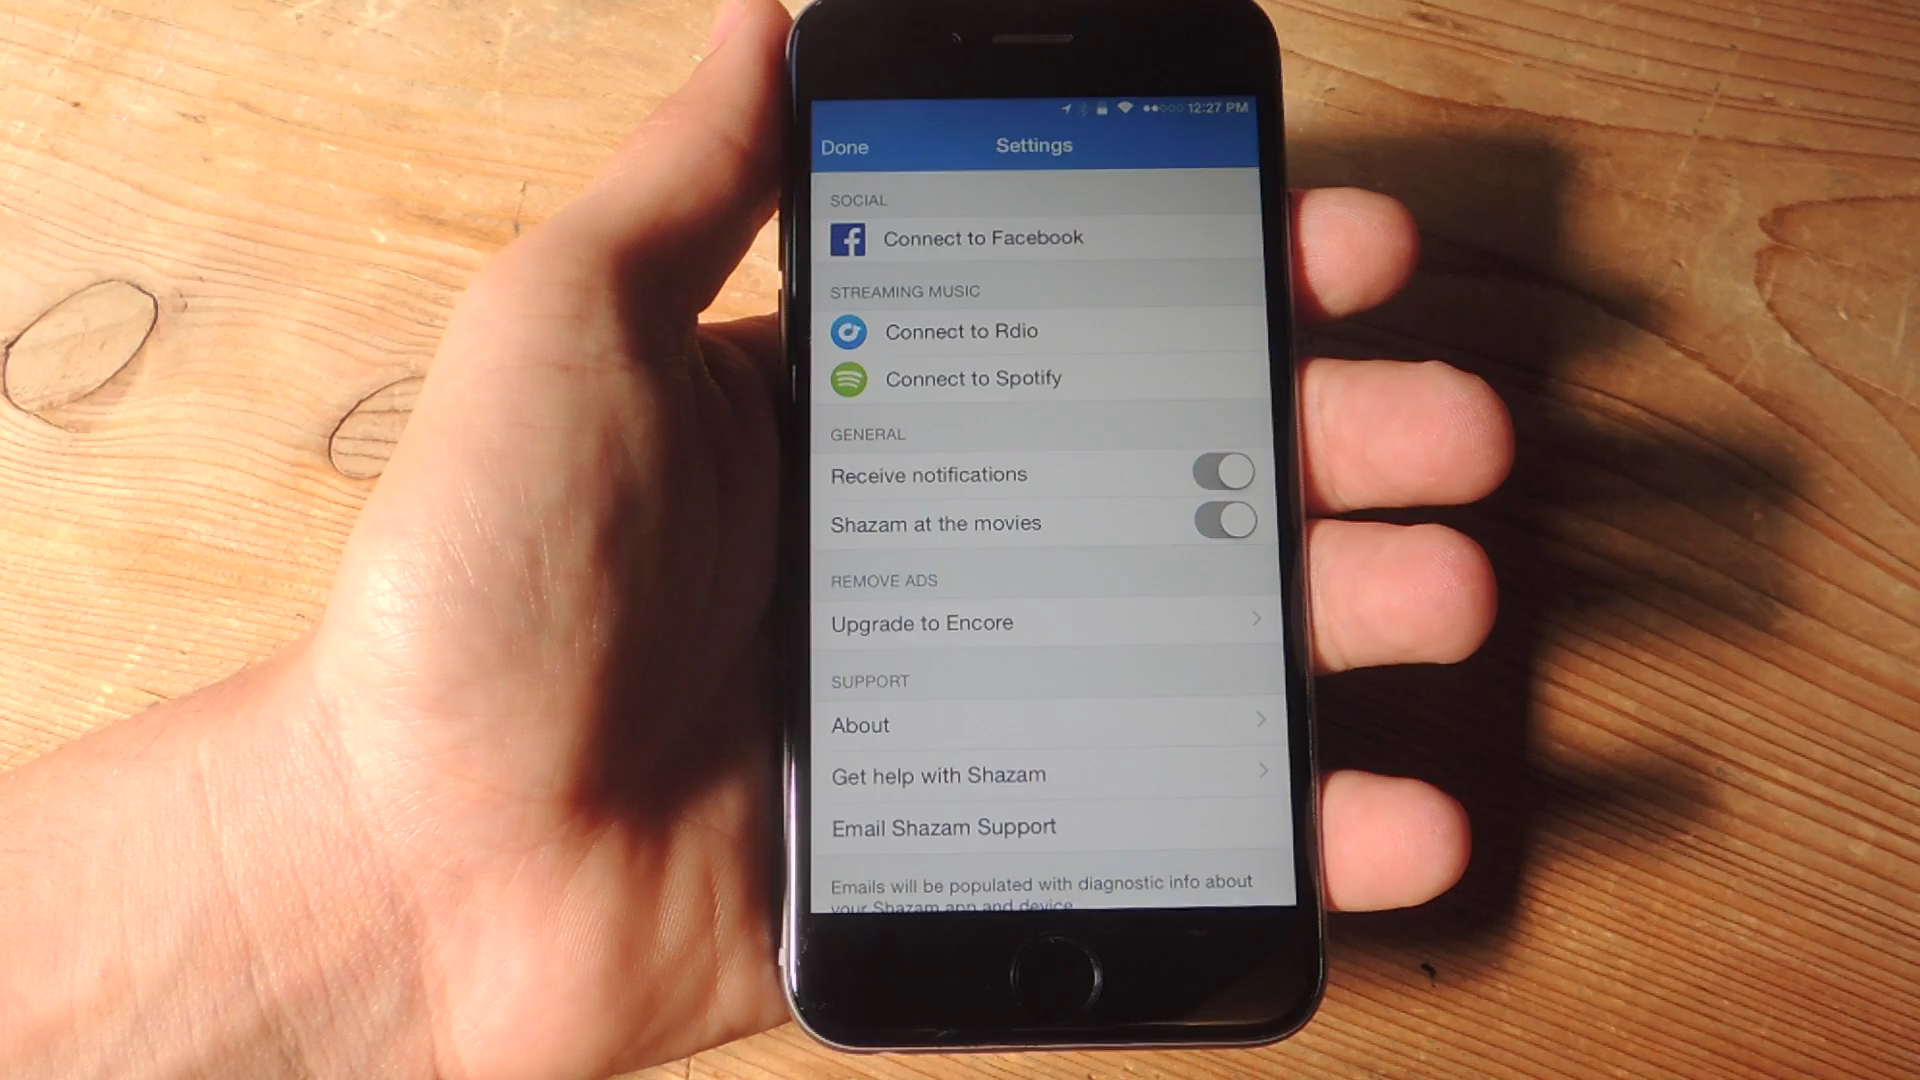 12:27 PM
Done
Settings
SOCIAL
Connect to Facebook
STREAMING MUSIC
Connect to Rdio
Connect to Spotify
GENERAL
Receive notifications
Shazam at the movies
REMOVE ADS
Upgrade to Encore
SUPPORT
About
Get help with Shazam
Email Shazam Support
Emails will be populated with diagnostic info about
your Shazam app and device